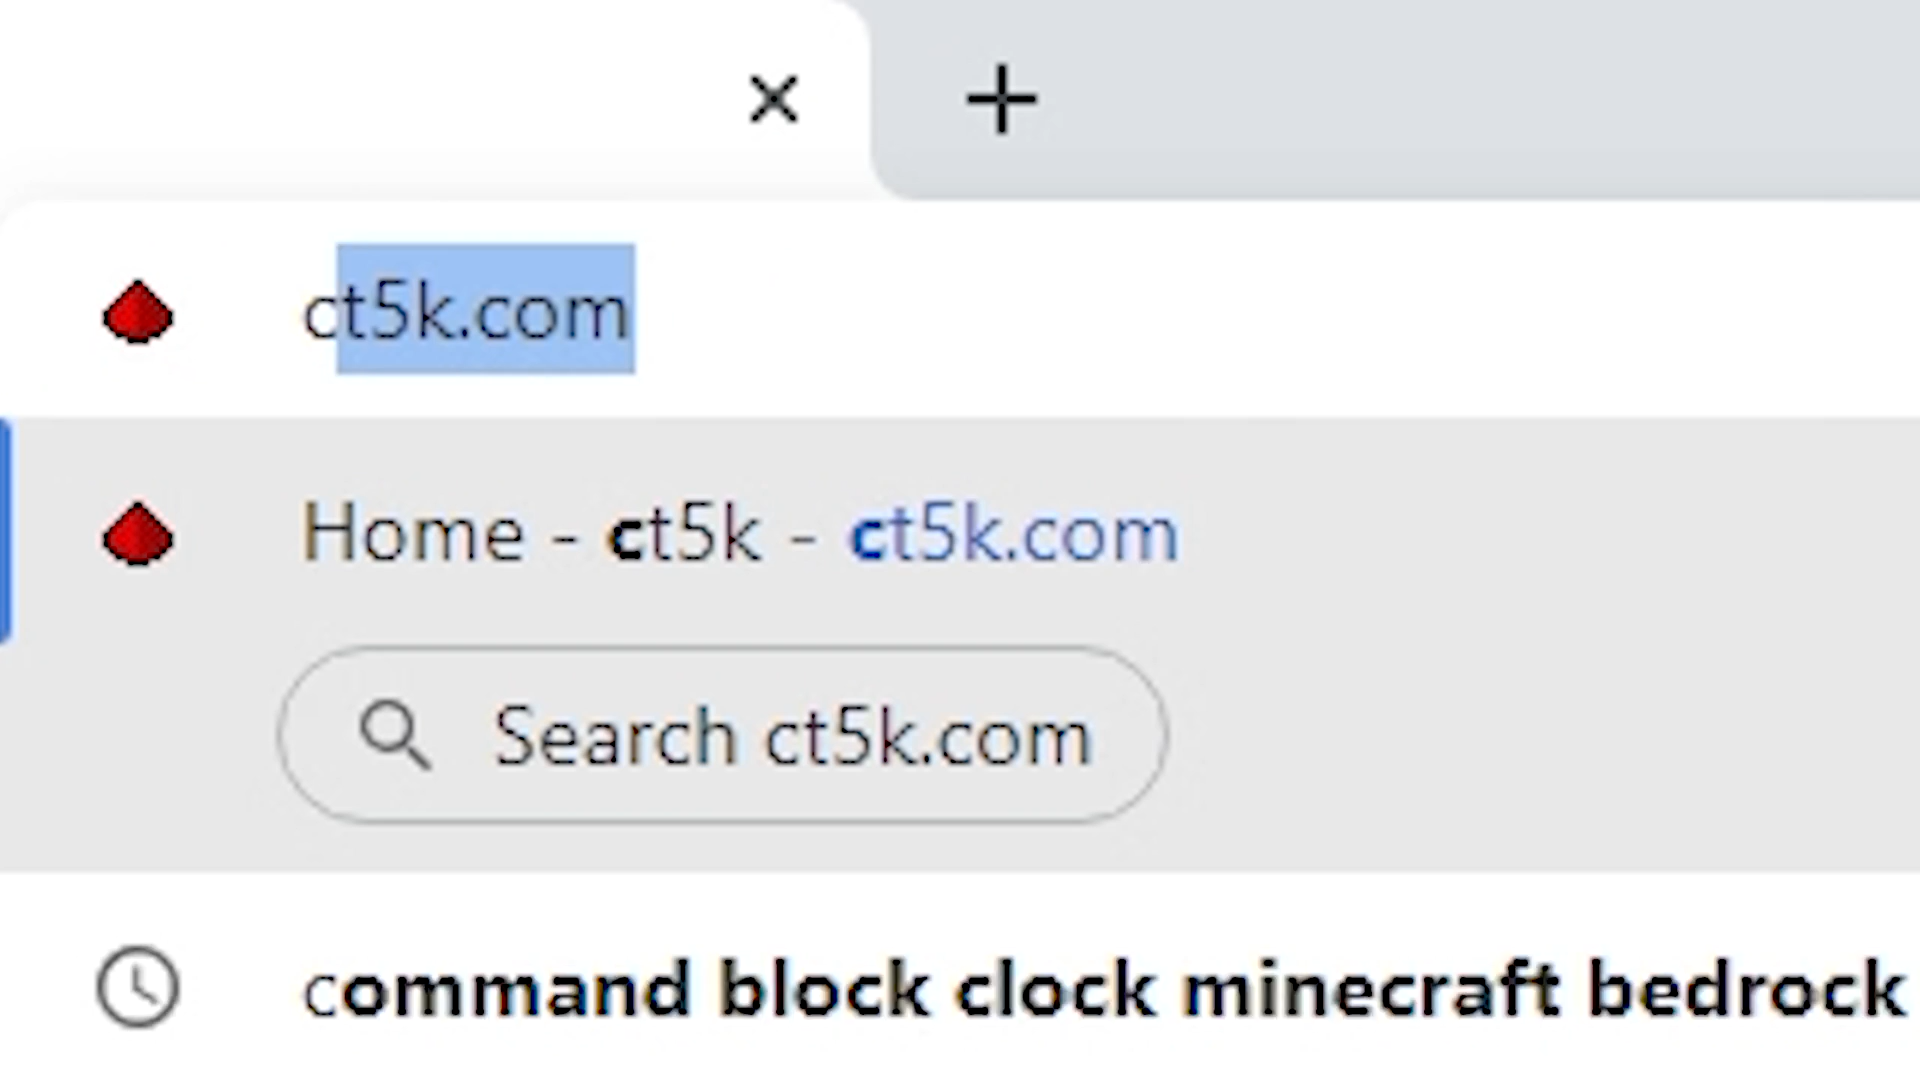 ct5k.com
Home - ct5k - ct5k.com
Search ct5k.com
command block clock minecraft bedrock